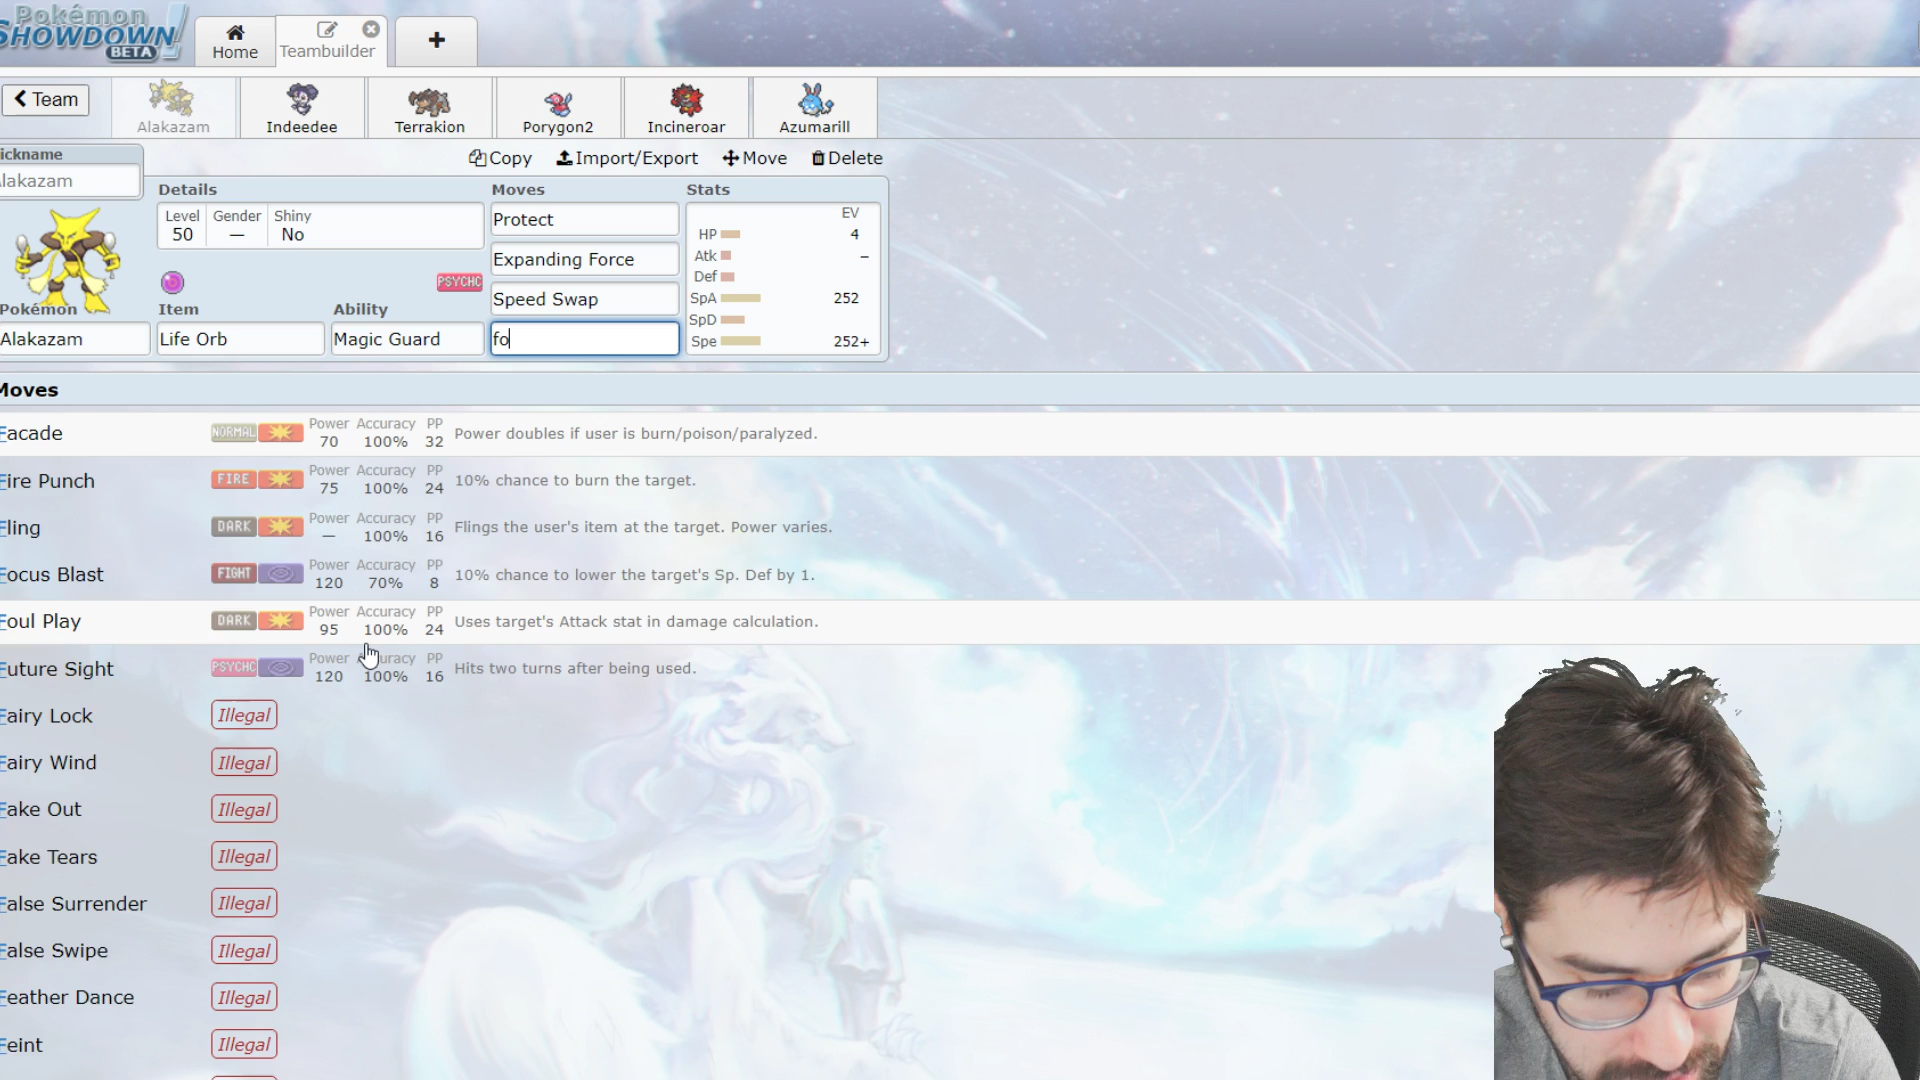 Pokémon
SHOWDOWN!
BETA
Home
Teambuilder
+
Team
Alakazam
Indeedee
Terrakion
Porygon2
Incineroar
Azumarill
ickname
lakazam
Copy
Import/Export
Move
Delete
Details
Moves
Stats
Level
Gender
Shiny
50
—
No
Protect
Expanding Force
Speed Swap
fo
EV
HP 4
Atk –
Def
SpA 252
SpD
Spe 252+
PSYCHC
Pokémon
Item
Ability
Alakazam
Life Orb
Magic Guard
Moves
Facade NORMAL Power 70 Accuracy 100% PP 32 Power doubles if user is burn/poison/paralyzed.
Fire Punch FIRE Power 75 Accuracy 100% PP 24 10% chance to burn the target.
Fling DARK Power — Accuracy 100% PP 16 Flings the user's item at the target. Power varies.
Focus Blast FIGHT Power 120 Accuracy 70% PP 8 10% chance to lower the target's Sp. Def by 1.
Foul Play DARK Power 95 Accuracy 100% PP 24 Uses target's Attack stat in damage calculation.
Future Sight PSYCHC Power 120 Accuracy 100% PP 16 Hits two turns after being used.
Fairy Lock Illegal
Fairy Wind Illegal
Fake Out Illegal
Fake Tears Illegal
False Surrender Illegal
False Swipe Illegal
Feather Dance Illegal
Feint Illegal